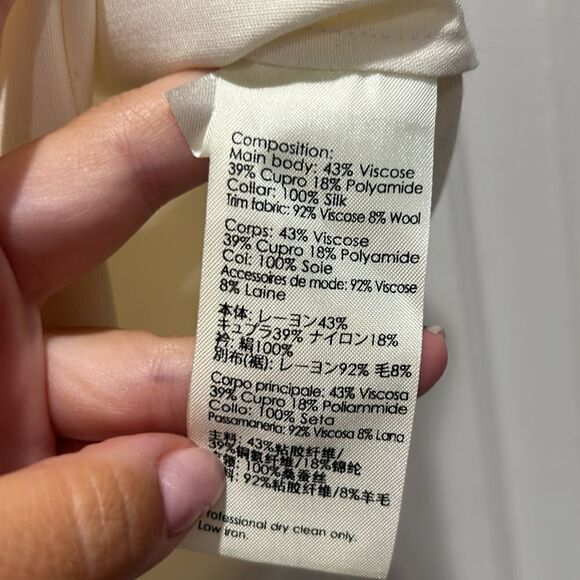 Composition:
Main body: 43% Viscose
39% Cupro 18% Polyamide
Collar: 100% Silk
Trim fabric: 92% Viscose 8% Wool
Corps: 43% Viscose
39% Cupro 18% Polyamide
Col: 100% Soie
Accessoires de mode: 92% Viscose
8% Laine
本体: レーヨン43%
キュプラ39% ナイロン18%
衿: 絹100%
別布(裾): レーヨン92% 毛8%
Corpo principale: 43% Viscosa
39% Cupro 18% Poliammide
Collo: 100% Seta
Passamaneria: 92% Viscosa 8% Lana
主料: 43%粘胶纤维/
39%铜氨纤维/18%锦纶
100%桑蚕丝
料: 92%粘胶纤维/8%羊毛
rofessional dry clean only.
Low iron.